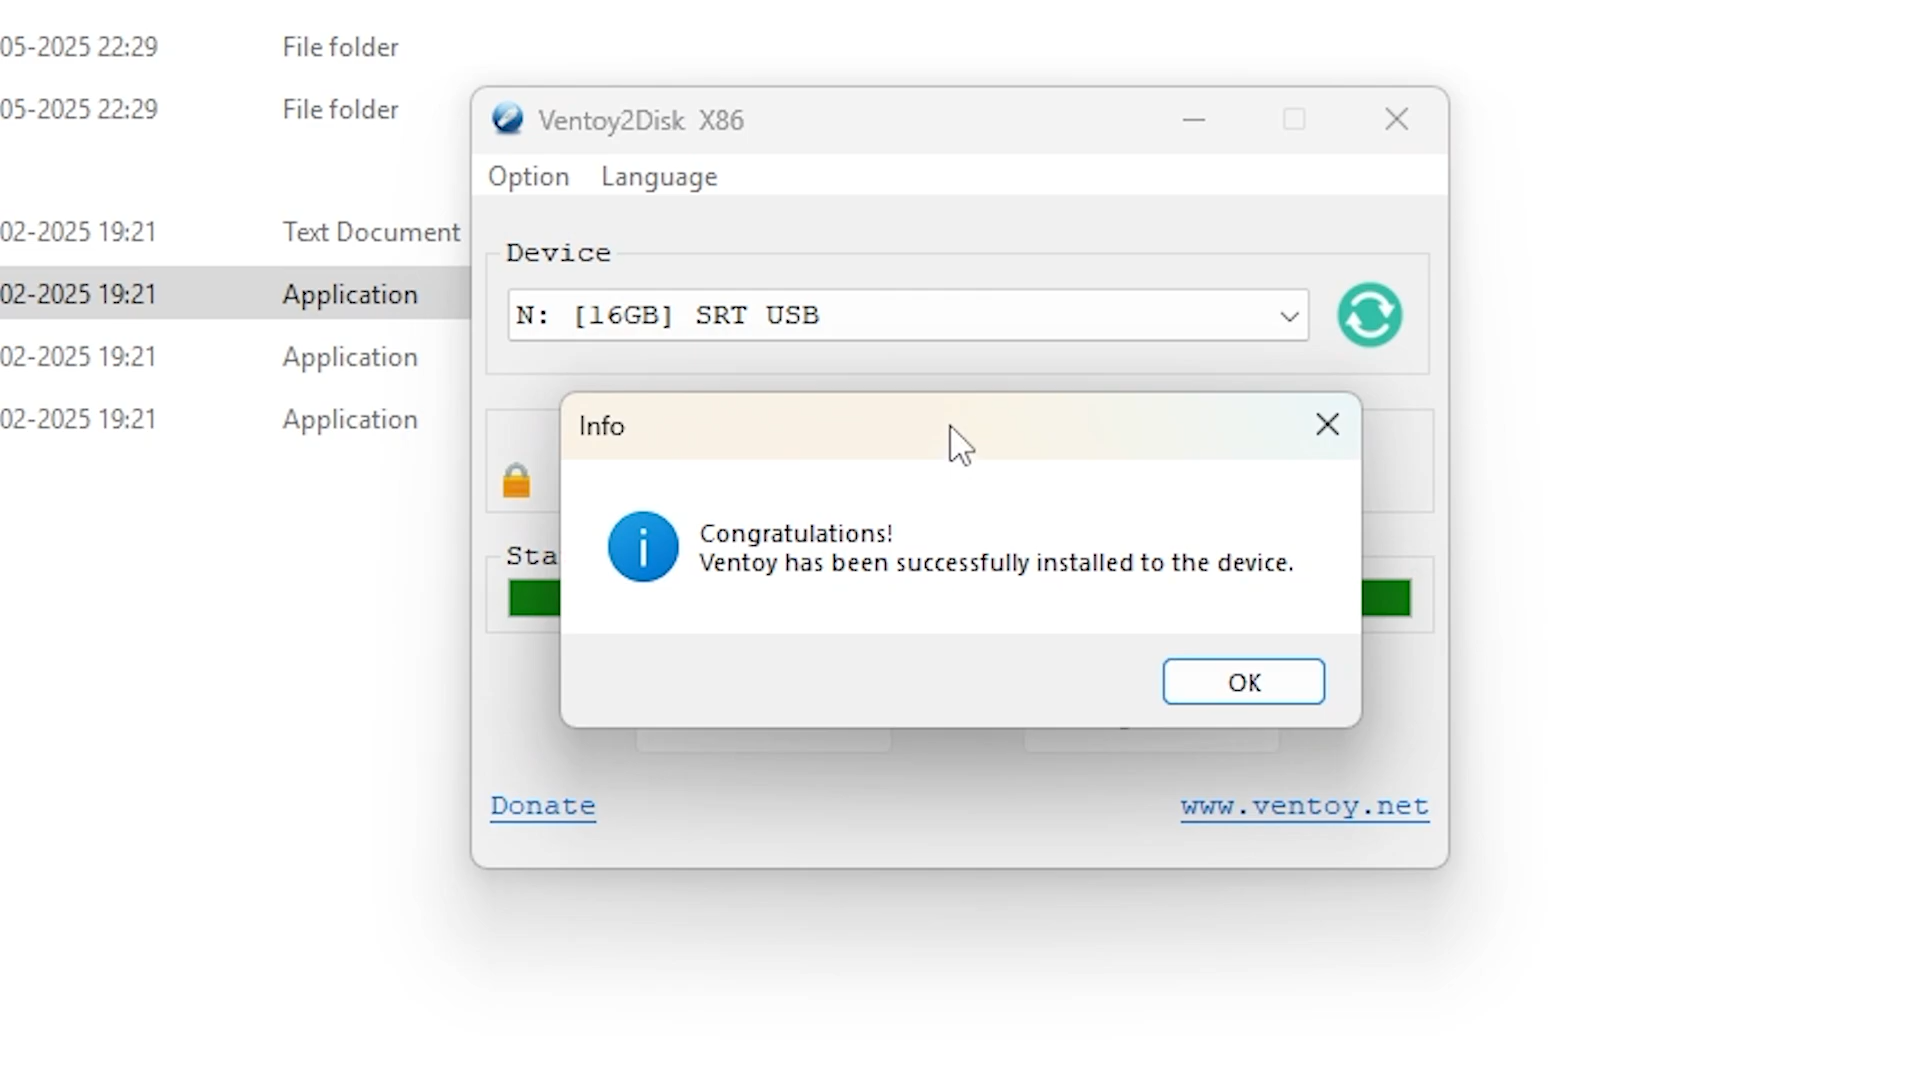 05-2025 22:29 File folder
05-2025 22:29 File folder
02-2025 19:21 Text Document
02-2025 19:21 Application
02-2025 19:21 Application
02-2025 19:21 Application
Ventoy2Disk X86
Option Language
Device
N: [16GB] SRT USB
Info
Congratulations!
Ventoy has been successfully installed to the device.
Sta
OK
Donate
www.ventoy.net